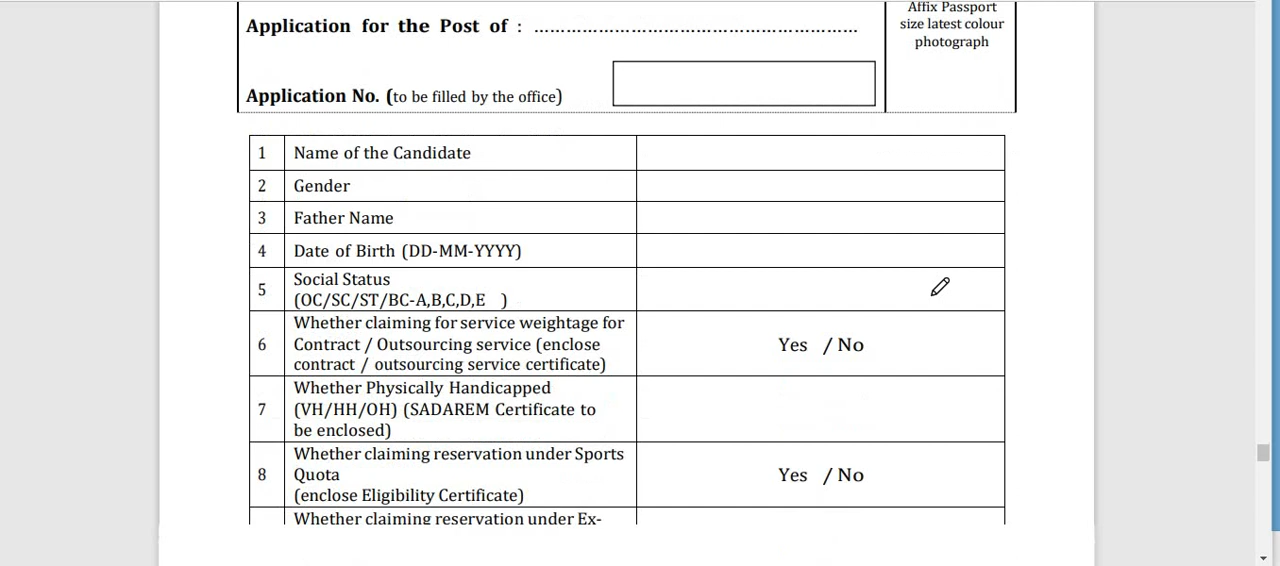 Affix Passport
size latest colour
photograph
Application for the Post of : ……………………………………………………
Application No. (to be filled by the office)
1 Name of the Candidate
2 Gender
3 Father Name
4 Date of Birth (DD-MM-YYYY)
5 Social Status
(OC/SC/ST/BC-A,B,C,D,E )
6 Whether claiming for service weightage for
Contract / Outsourcing service (enclose
contract / outsourcing service certificate)
Yes / No
7 Whether Physically Handicapped
(VH/HH/OH) (SADAREM Certificate to
be enclosed)
8 Whether claiming reservation under Sports
Quota
(enclose Eligibility Certificate)
Yes / No
Whether claiming reservation under Ex-